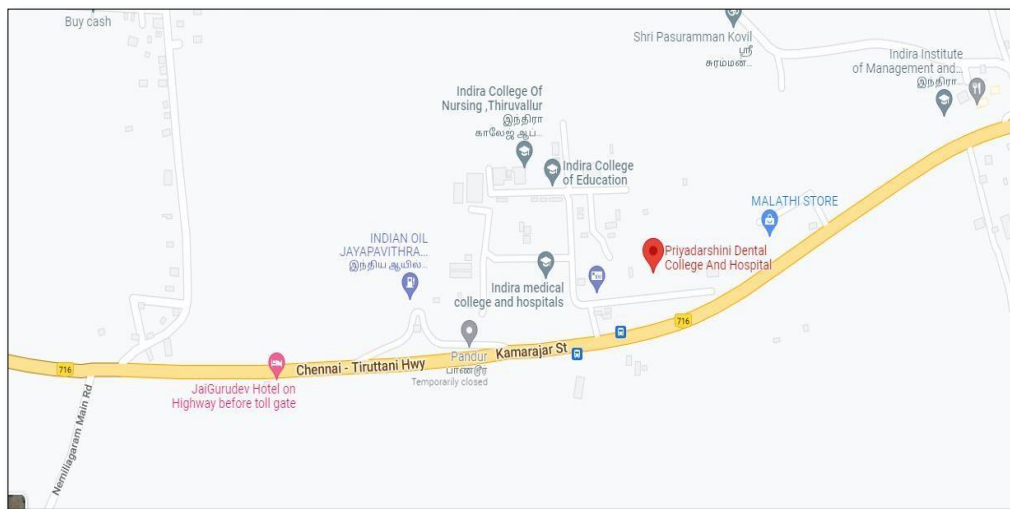 Buy cash
Shri Pasuramman Kovil
ஸ்ரீ
சுரம்மன்...
Indira Institute
of Management and...
இந்திரா...
Indira College Of
Nursing ,Thiruvallur
இந்திரா
காலேஜ் ஆப்...
Indira College
of Education
MALATHI STORE
INDIAN OIL
JAYAPAVITHRA...
இந்திய ஆயில்...
Priyadarshini Dental
College And Hospital
Indira medical
college and hospitals
716
Kamarajar St
Pandur
பாண்டூர்
Temporarily closed
Chennai - Tiruttani Hwy
716
JaiGurudev Hotel on
Highway before toll gate
Nemiliagaram Main Rd